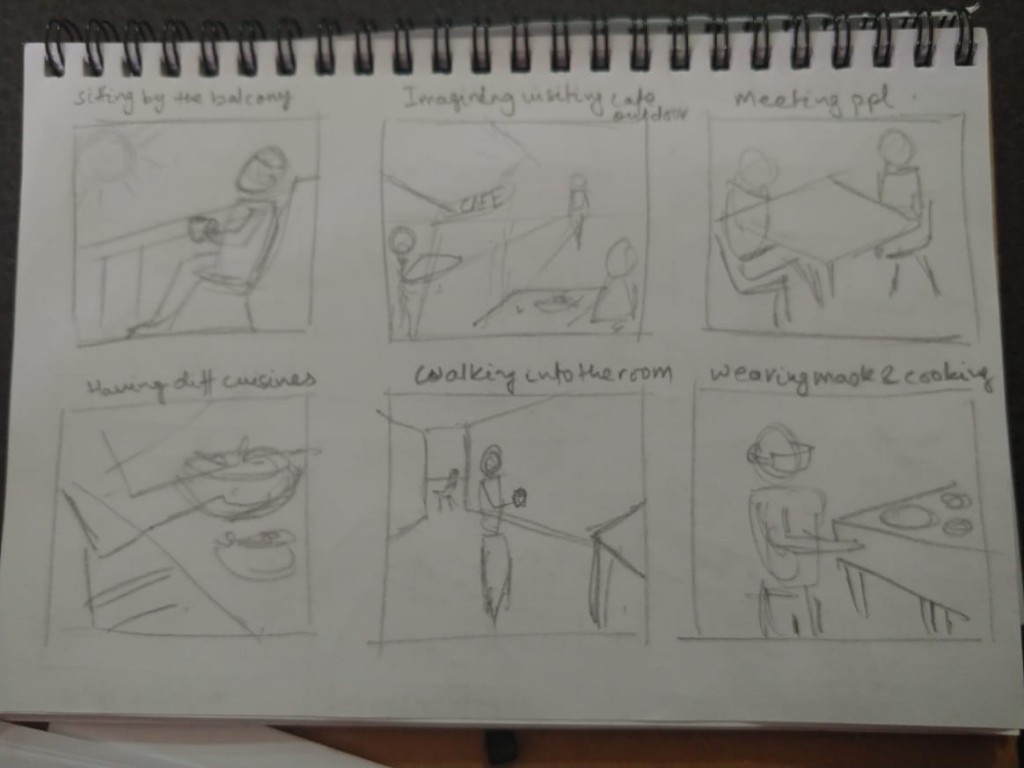 Sitting by the balcony
Imagining visiting cafe
outdoor
Meeting ppl.
CAFE
Having diff cuisines
Walking into the room
Wearing mask & cooking